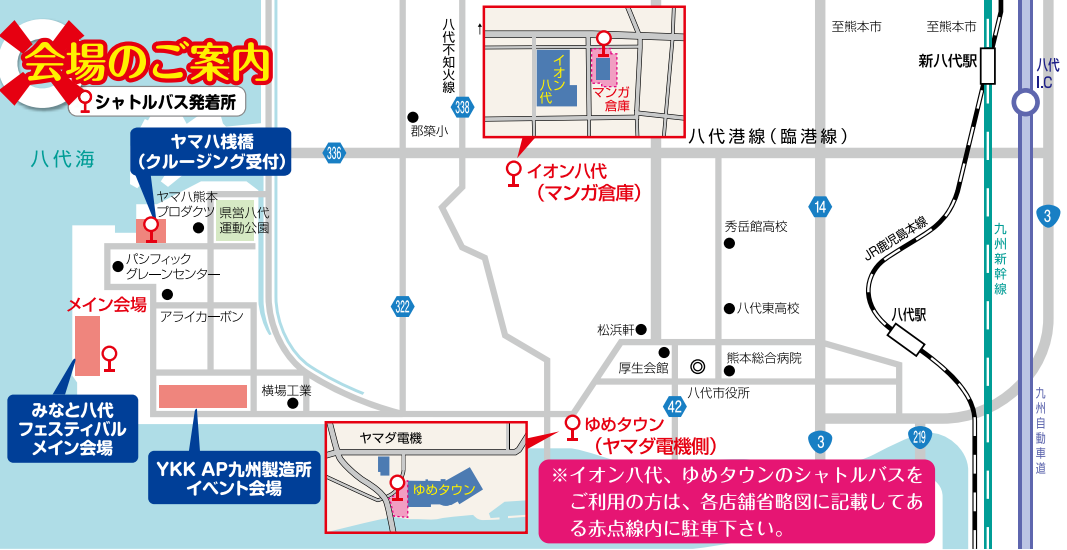 会場のご案内
シャトルバス発着所
八代海
ヤマハ桟橋
(クルージング受付)
ヤマハ熊本
プロダクツ
県営八代
運動公園
パシフィック
グレーンセンター
アライカーボン
メイン会場
みなと八代
フェスティバル
メイン会場
YKK AP九州製造所
イベント会場
横場工業
336
322
八代不知火線
↑
338
郡築小
イオン
八代
マンガ
倉庫
八代港線(臨港線)
イオン八代
(マンガ倉庫)
至熊本市
至熊本市
新八代駅
八代
I.C
14
3
秀岳館高校
JR鹿児島本線
九州新幹線
八代東高校
八代駅
松浜軒
厚生会館
熊本総合病院
八代市役所
42
3
219
九州自動車道
ヤマダ電機
ゆめタウン
ゆめタウン
(ヤマダ電機側)
※イオン八代、ゆめタウンのシャトルバスを
ご利用の方は、各店舗省略図に記載してあ
る赤点線内に駐車下さい。